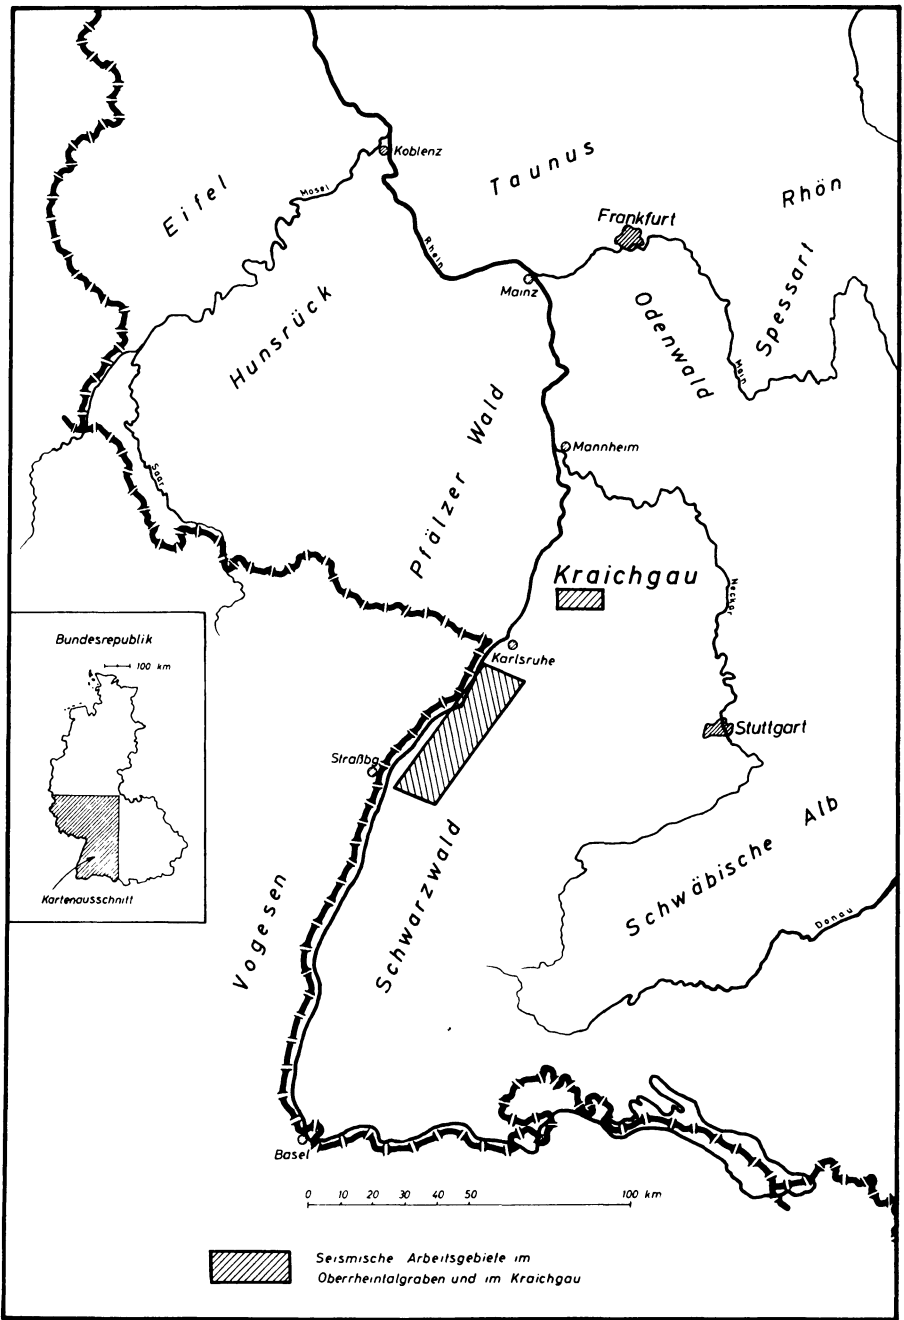 Koblenz
Taunus
Rhön
Mosel
Eifel
Frankfurt
Rhein
Spessart
Mainz
Hunsrück
Odenwald
Main
Pfälzer Wald
Mannheim
Saar
Kraichgau
Neckar
Bundesrepublik
100 km
Karlsruhe
Stuttgart
Straßbg.
Schwäbische Alb
Kartenausschnitt
Vogesen
Schwarzwald
Donau
Basel
0 10 20 30 40 50 100 km
Seismische Arbeitsgebiete im
Oberrheintalgraben und im Kraichgau